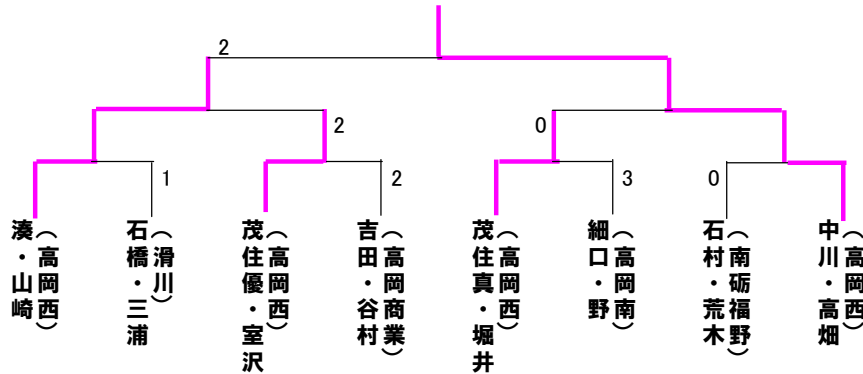 2
2
0
1
2
3
0
湊・山崎
（高岡西）
石橋・三浦
（滑川）
茂住優・室沢
（高岡西）
吉田・谷村
（高岡商業）
茂住真・堀井
（高岡西）
細口・野
（高岡南）
石村・荒木
（南砺福野）
中川・高畑
（高岡西）